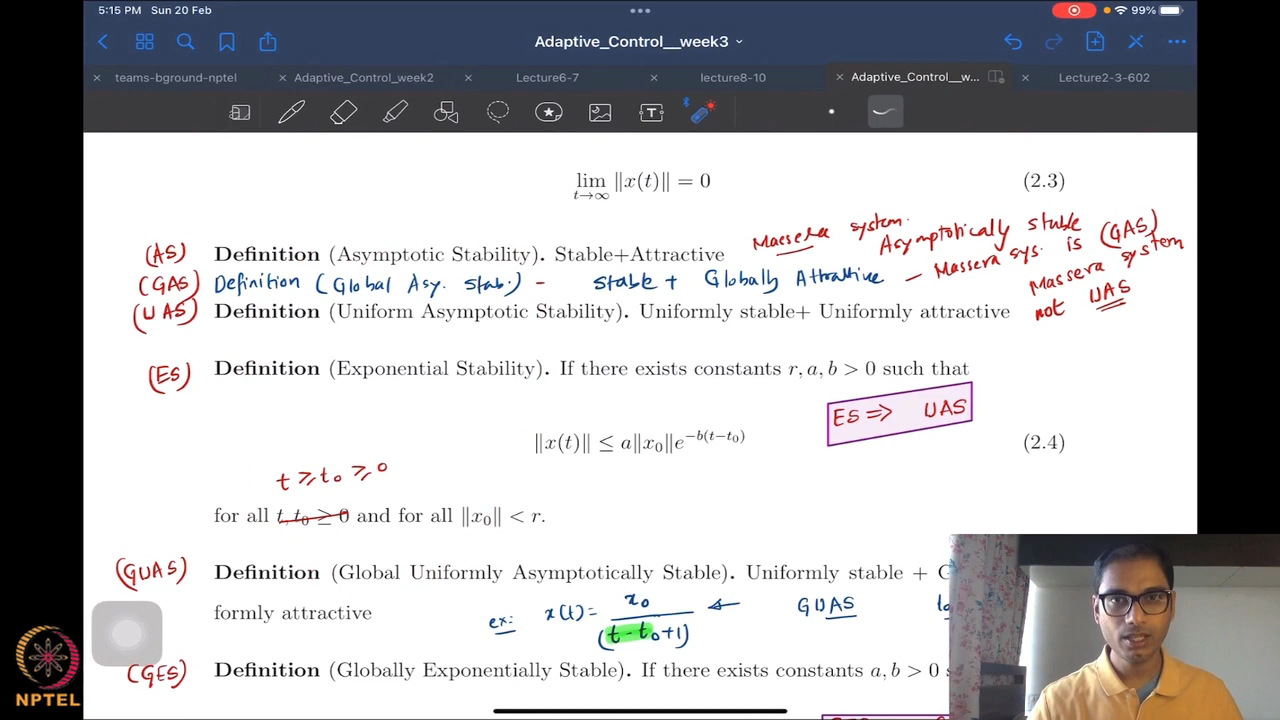 5:15 PM Sun 20 Feb
99%
Adaptive_Control__week3
teams-bground-nptel
Adaptive_Control_week2
Lecture6-7
lecture8-10
Adaptive_Control__w...
Lecture2-3-602
lim t→∞ ‖x(t)‖ = 0 (2.3)
Massera system. Asymptotically stable (GAS)
(AS) Definition (Asymptotic Stability). Stable+Attractive
(GAS) Definition (Global Asy. stab.) - stable + Globally Attractive - Massera sys. is
Massera system
not UAS
(UAS) Definition (Uniform Asymptotic Stability). Uniformly stable+ Uniformly attractive
(ES) Definition (Exponential Stability). If there exists constants r, a, b > 0 such that
ES ⇒ UAS
‖x(t)‖ ≤ a‖x₀‖e^{−b(t−t₀)} (2.4)
t ≥ t₀ ≥ 0
for all t, t₀ ≥ 0 and for all ‖x₀‖ < r.
(GUAS) Definition (Global Uniformly Asymptotically Stable). Uniformly stable + G
formly attractive
ex: x(t) = x₀ / (t - t₀ + 1) ← GUAS
(GES) Definition (Globally Exponentially Stable). If there exists constants a, b > 0 s
NPTEL